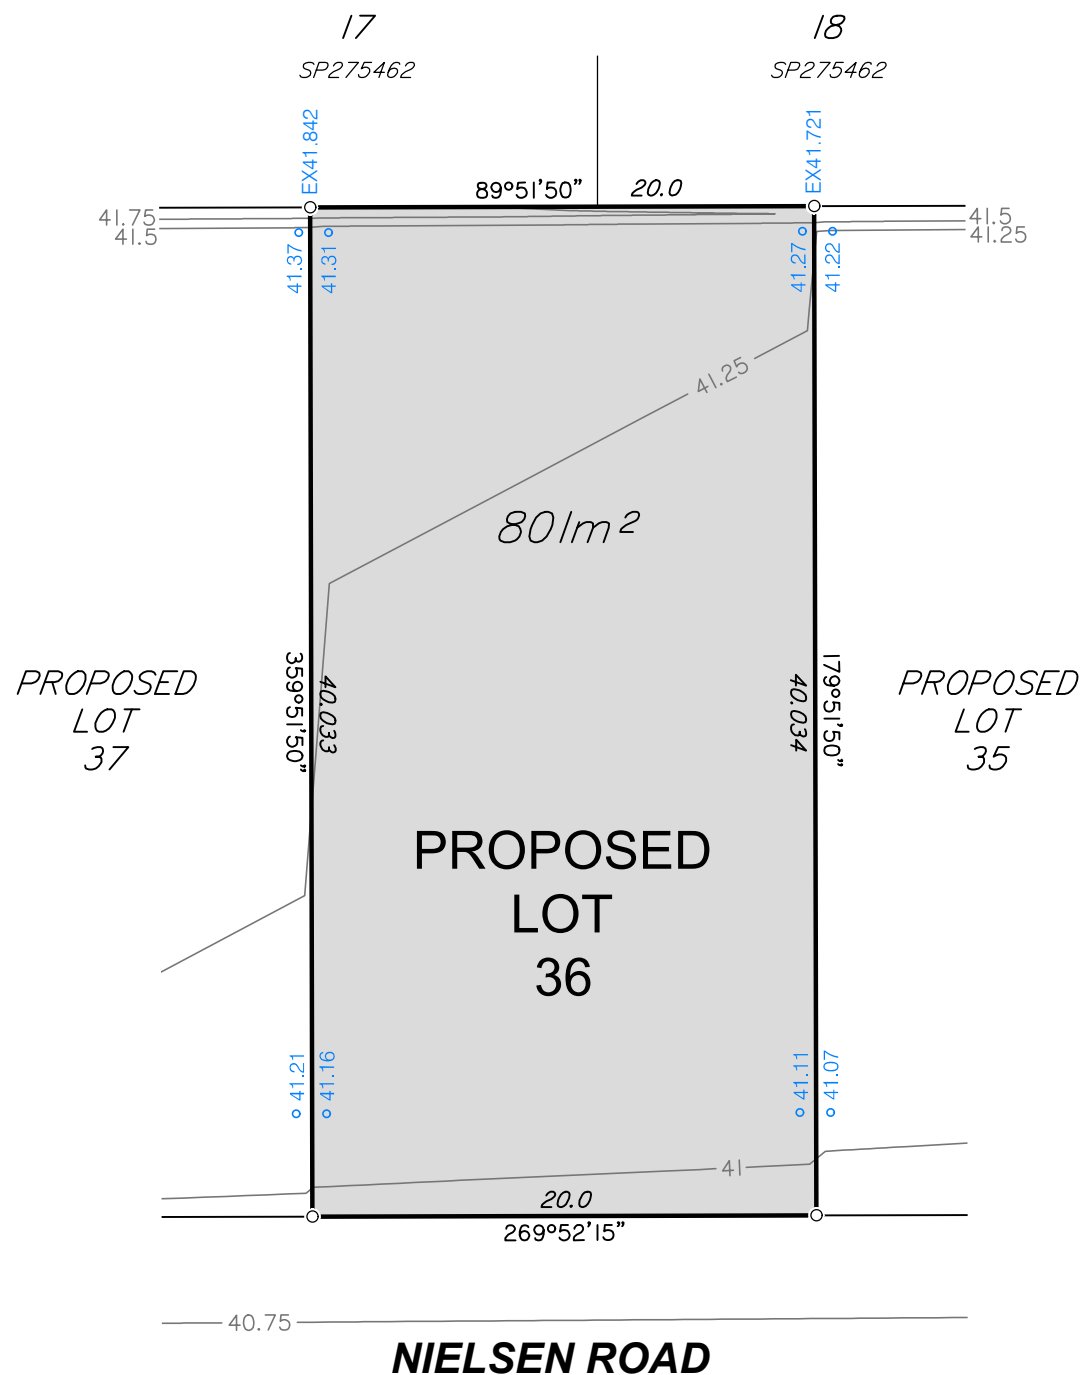 17
18
SP275462
SP275462
EX41.842
EX41.721
89°51'50"
20.0
41.75
41.5
41.5
41.25
41.37
41.31
41.27
41.22
41.25
801m²
359°51'50"
40.033
40.034
179°51'50"
PROPOSED
LOT
37
PROPOSED
LOT
35
PROPOSED
LOT
36
41.21
41.16
41.11
41.07
41
20.0
269°52'15"
40.75
NIELSEN ROAD